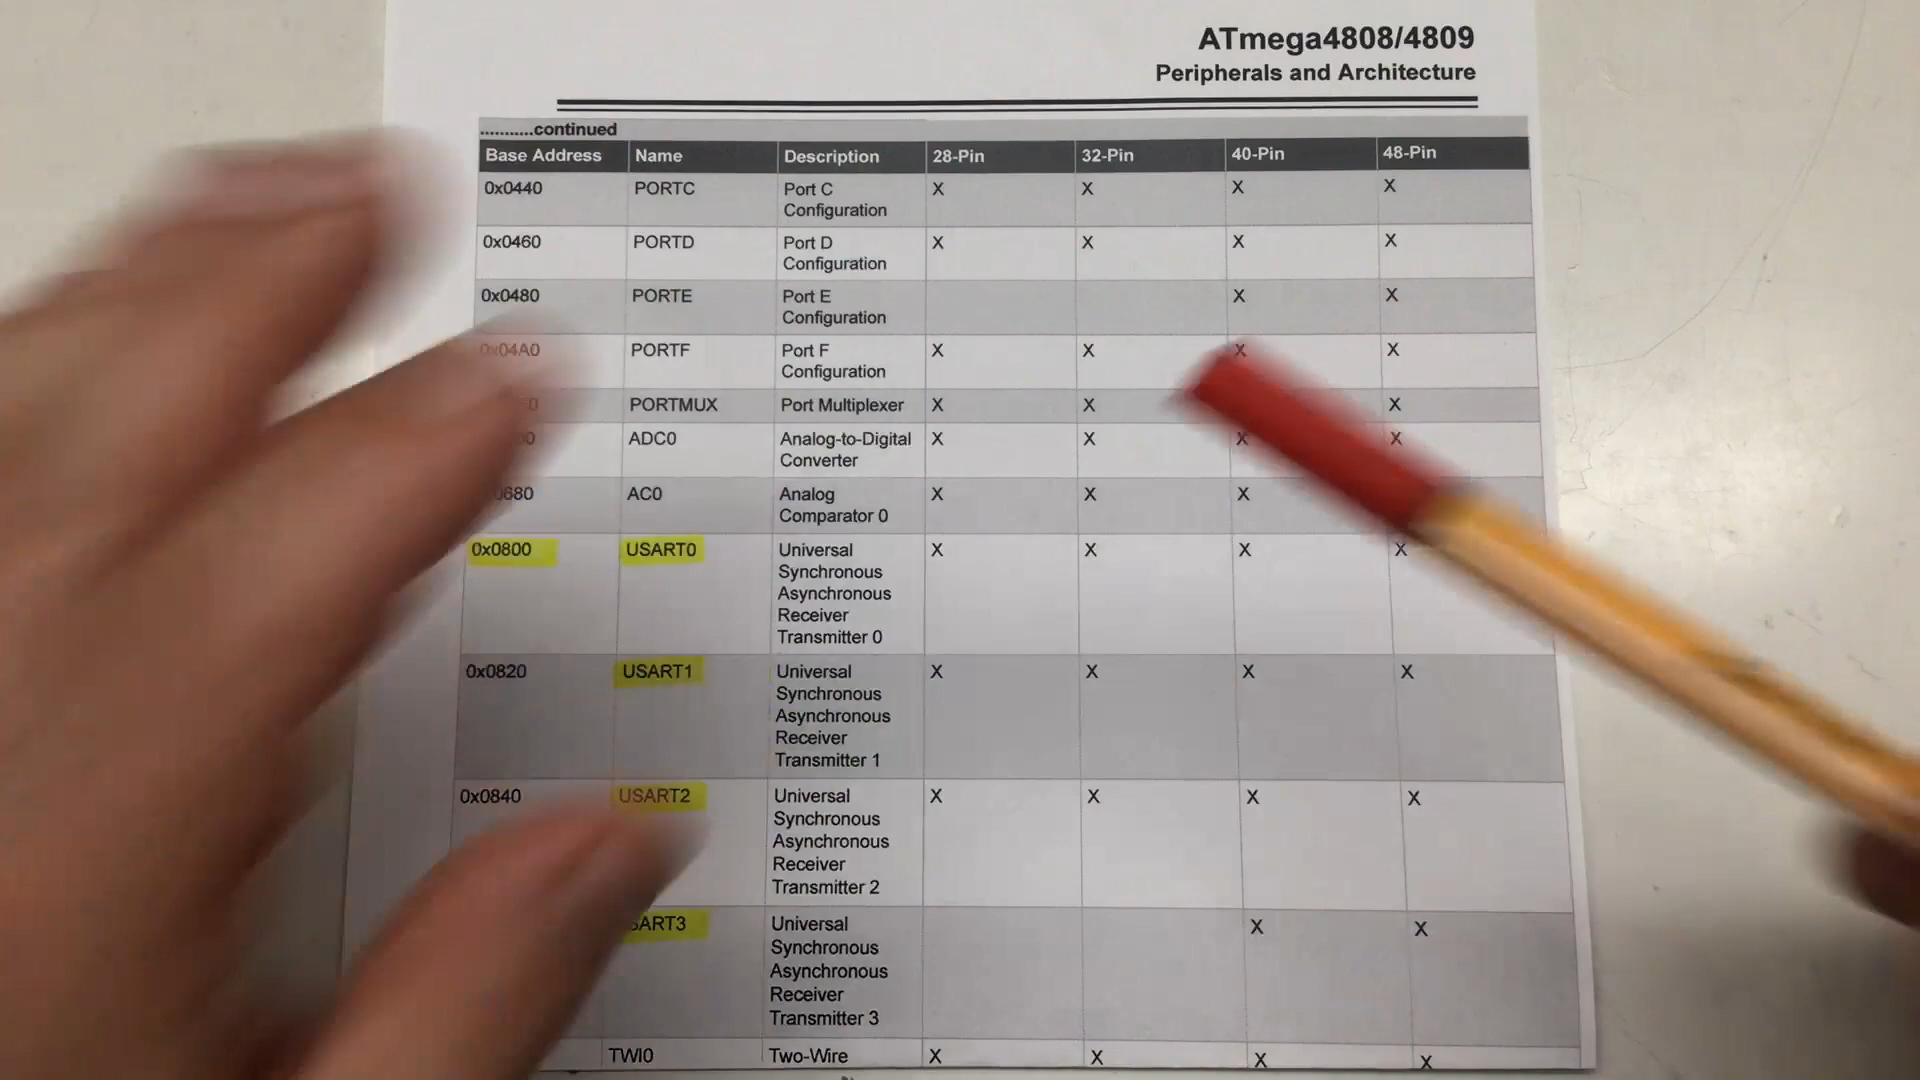 ATmega4808/4809
Peripherals and Architecture
...........continued
Base Address Name Description 28-Pin 32-Pin 40-Pin 48-Pin
0x0440 PORTC Port C X X X X
Configuration
0x0460 PORTD Port D X X X X
Configuration
0x0480 PORTE Port E X X
Configuration
0x04A0 PORTF Port F X X X X
Configuration
PORTMUX Port Multiplexer X X X
ADC0 Analog-to-Digital X X X X
Converter
AC0 Analog X X X
Comparator 0
0x0800 USART0 Universal X X X X
Synchronous
Asynchronous
Receiver
Transmitter 0
0x0820 USART1 Universal X X X X
Synchronous
Asynchronous
Receiver
Transmitter 1
0x0840 USART2 Universal X X X X
Synchronous
Asynchronous
Receiver
Transmitter 2
SART3 Universal X X
Synchronous
Asynchronous
Receiver
Transmitter 3
TWI0 Two-Wire X X X X